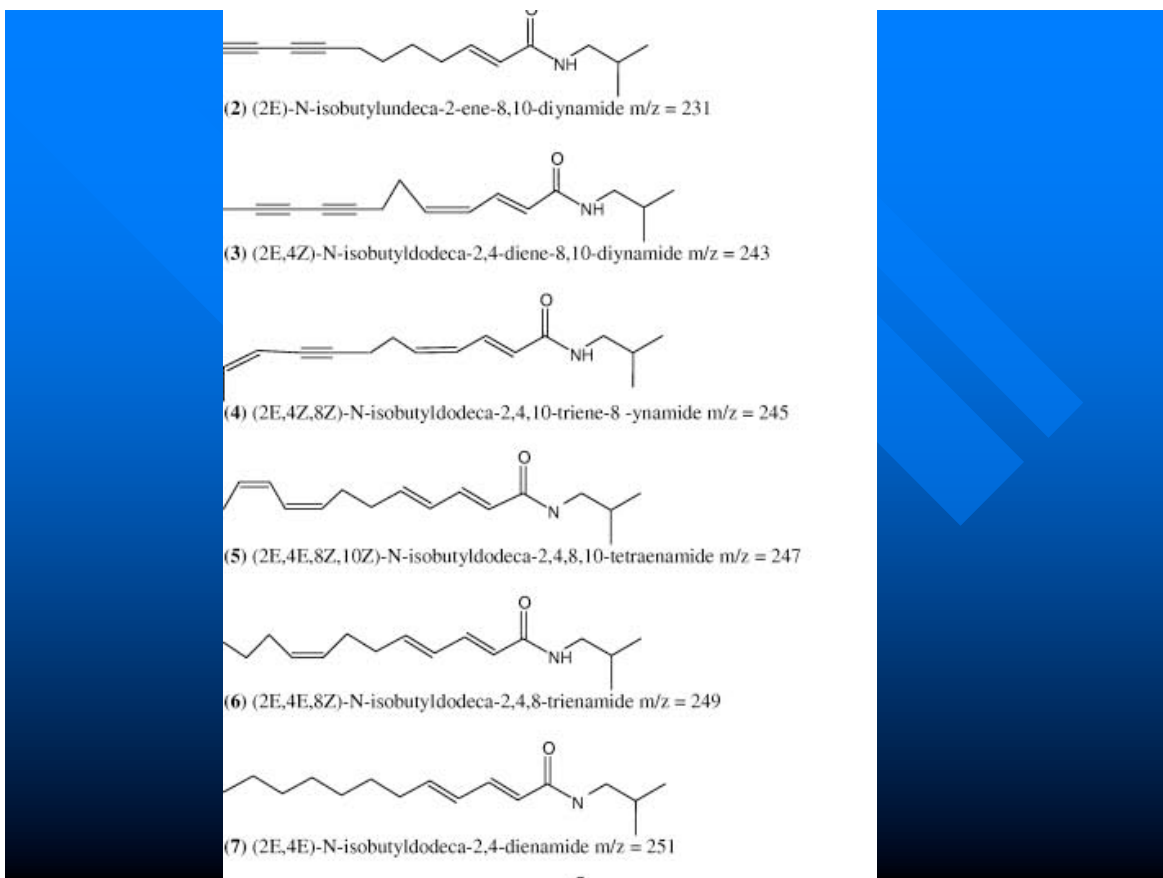 O
NH
(2) (2E)-N-isobutylundeca-2-ene-8,10-diynamide m/z = 231
O
NH
(3) (2E,4Z)-N-isobutyldodeca-2,4-diene-8,10-diynamide m/z = 243
O
NH
(4) (2E,4Z,8Z)-N-isobutyldodeca-2,4,10-triene-8 -ynamide m/z = 245
O
N
(5) (2E,4E,8Z,10Z)-N-isobutyldodeca-2,4,8,10-tetraenamide m/z = 247
O
NH
(6) (2E,4E,8Z)-N-isobutyldodeca-2,4,8-trienamide m/z = 249
O
N
(7) (2E,4E)-N-isobutyldodeca-2,4-dienamide m/z = 251